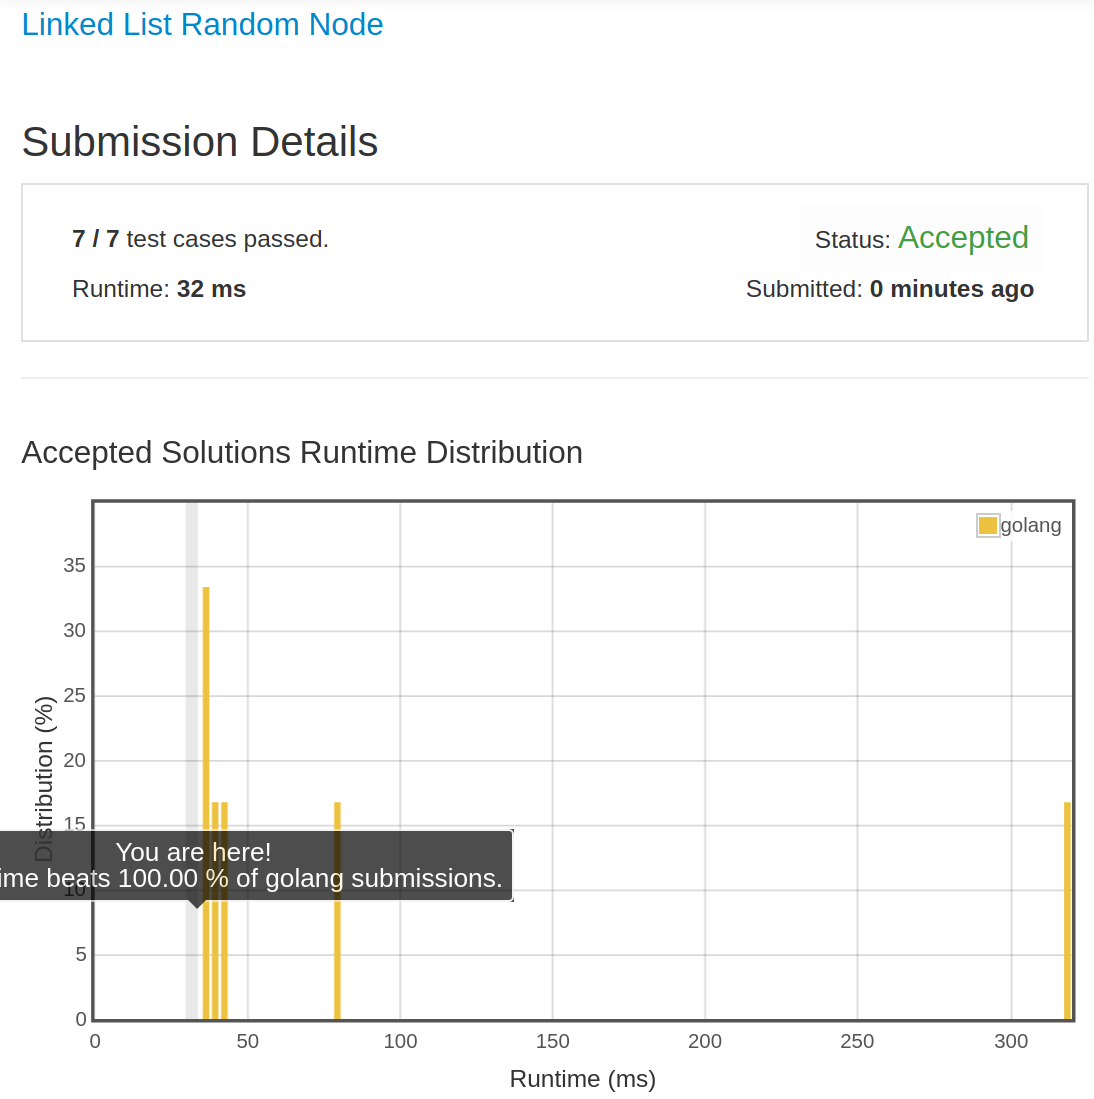 Linked List Random Node
Submission Details
7 / 7 test cases passed.
Status: Accepted
Runtime: 32 ms
Submitted: 0 minutes ago
Accepted Solutions Runtime Distribution
golang
35
30
25
20
15
10
5
0
Distribution (%)
You are here!
beats 100.00 % of golang submissions.
0 50 100 150 200 250 300
Runtime (ms)